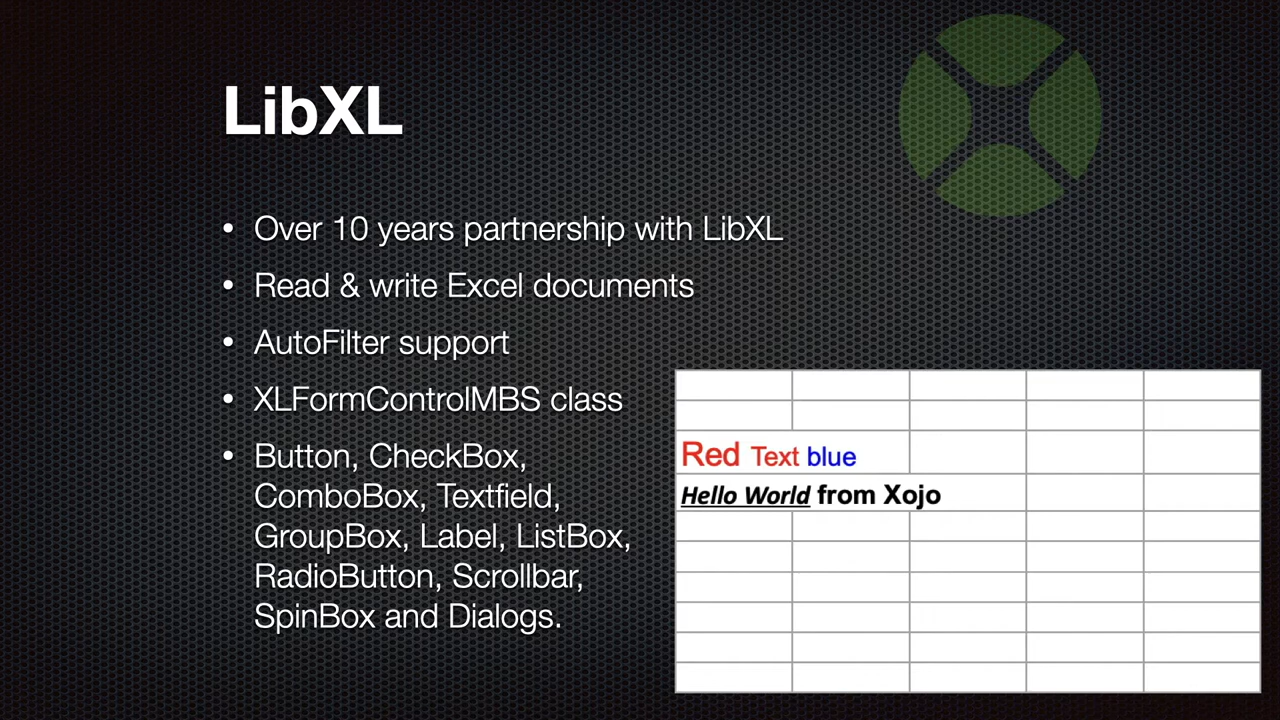 LibXL
• Over 10 years partnership with LibXL
• Read & write Excel documents
• AutoFilter support
• XLFormControlMBS class
• Button, CheckBox,
ComboBox, Textfield,
GroupBox, Label, ListBox,
RadioButton, Scrollbar,
SpinBox and Dialogs.
Red Text blue
Hello World from Xojo